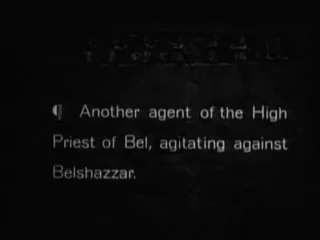 ¶ Another agent of the High
Priest of Bel, agitating against
Belshazzar.